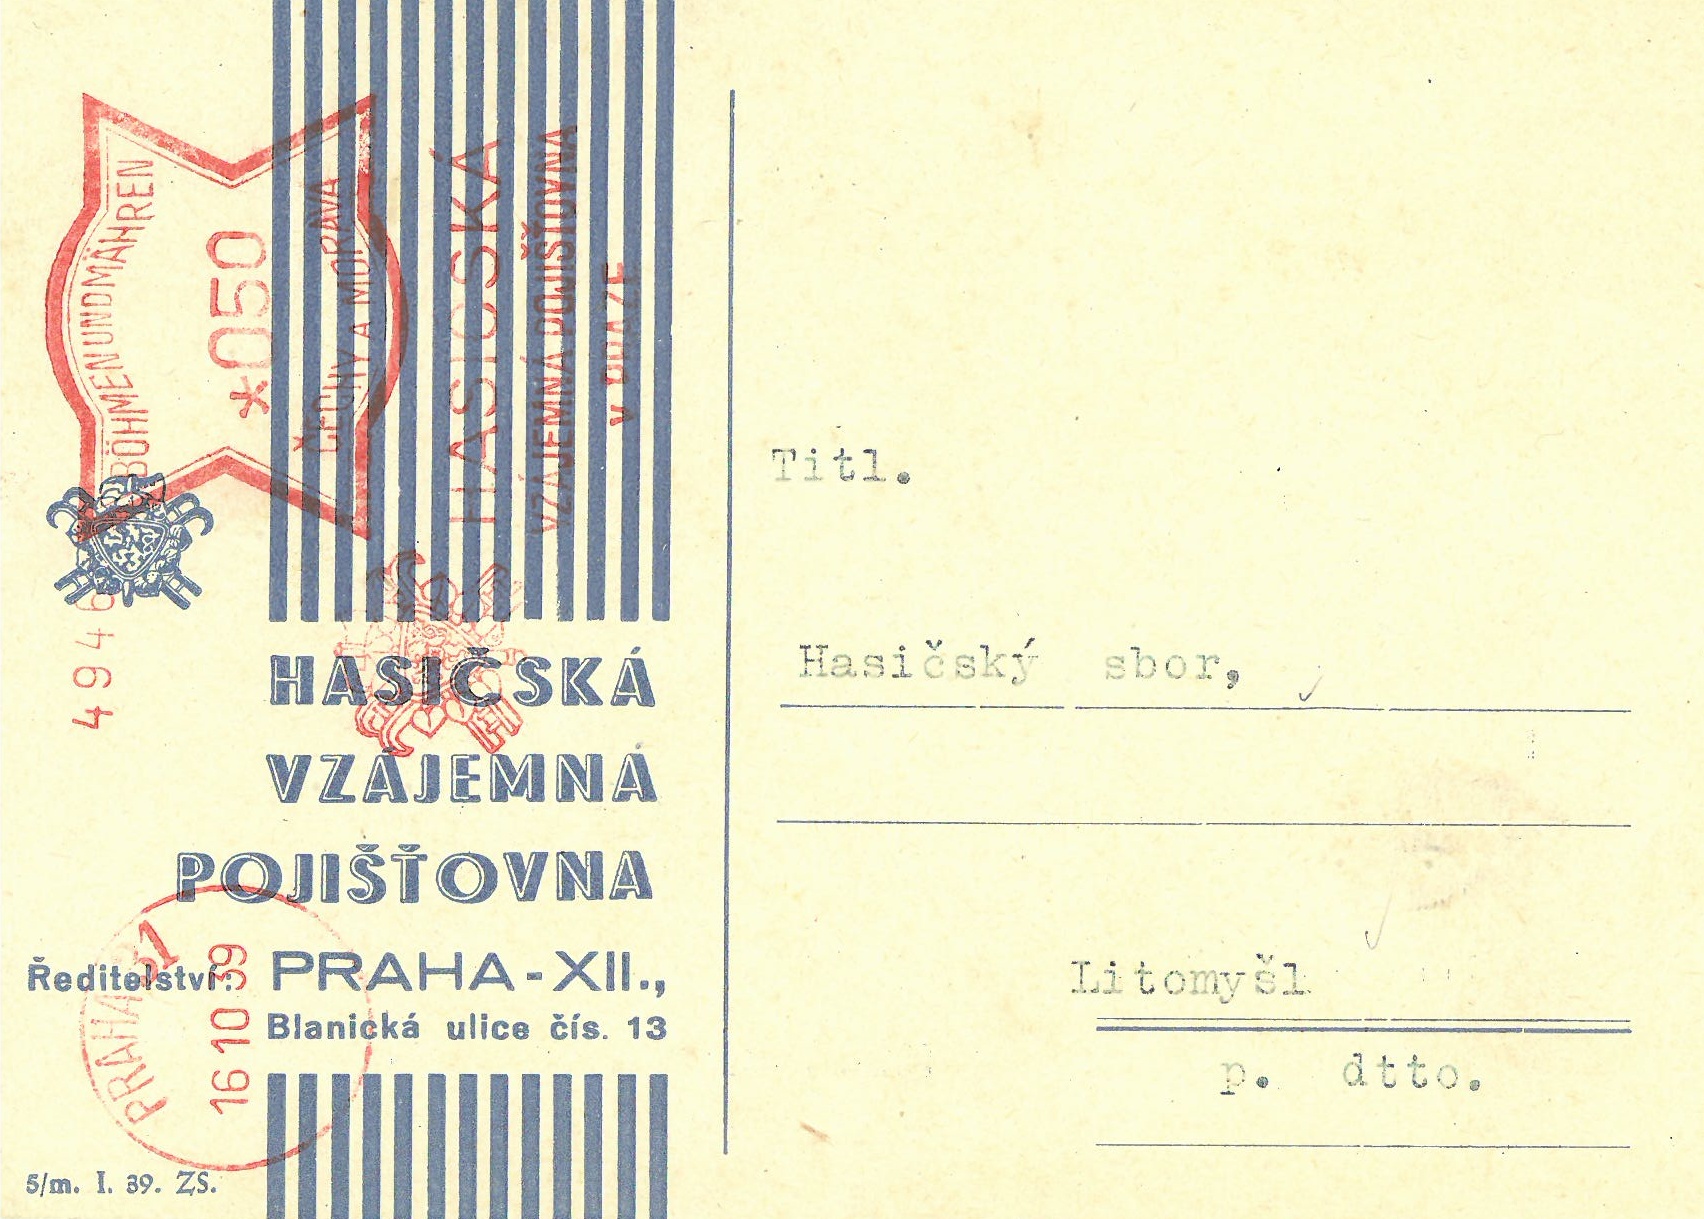 BÖHMEN UND MÄHREN
*050
ČECHY A MORAVA
HASIČSKÁ
VZÁJEMNÁ POJIŠŤOVNA
V PRAZE
4946
HASIČSKÁ
VZÁJEMNÁ
POJIŠŤOVNA
Ředitelství: PRAHA-XII.,
Blanická ulice čís. 13
PRAHA 31
16 10 39
5/m. I. 39. ZS.
Titl.
Hasičský sbor,
Litomyšl
p. dtto.